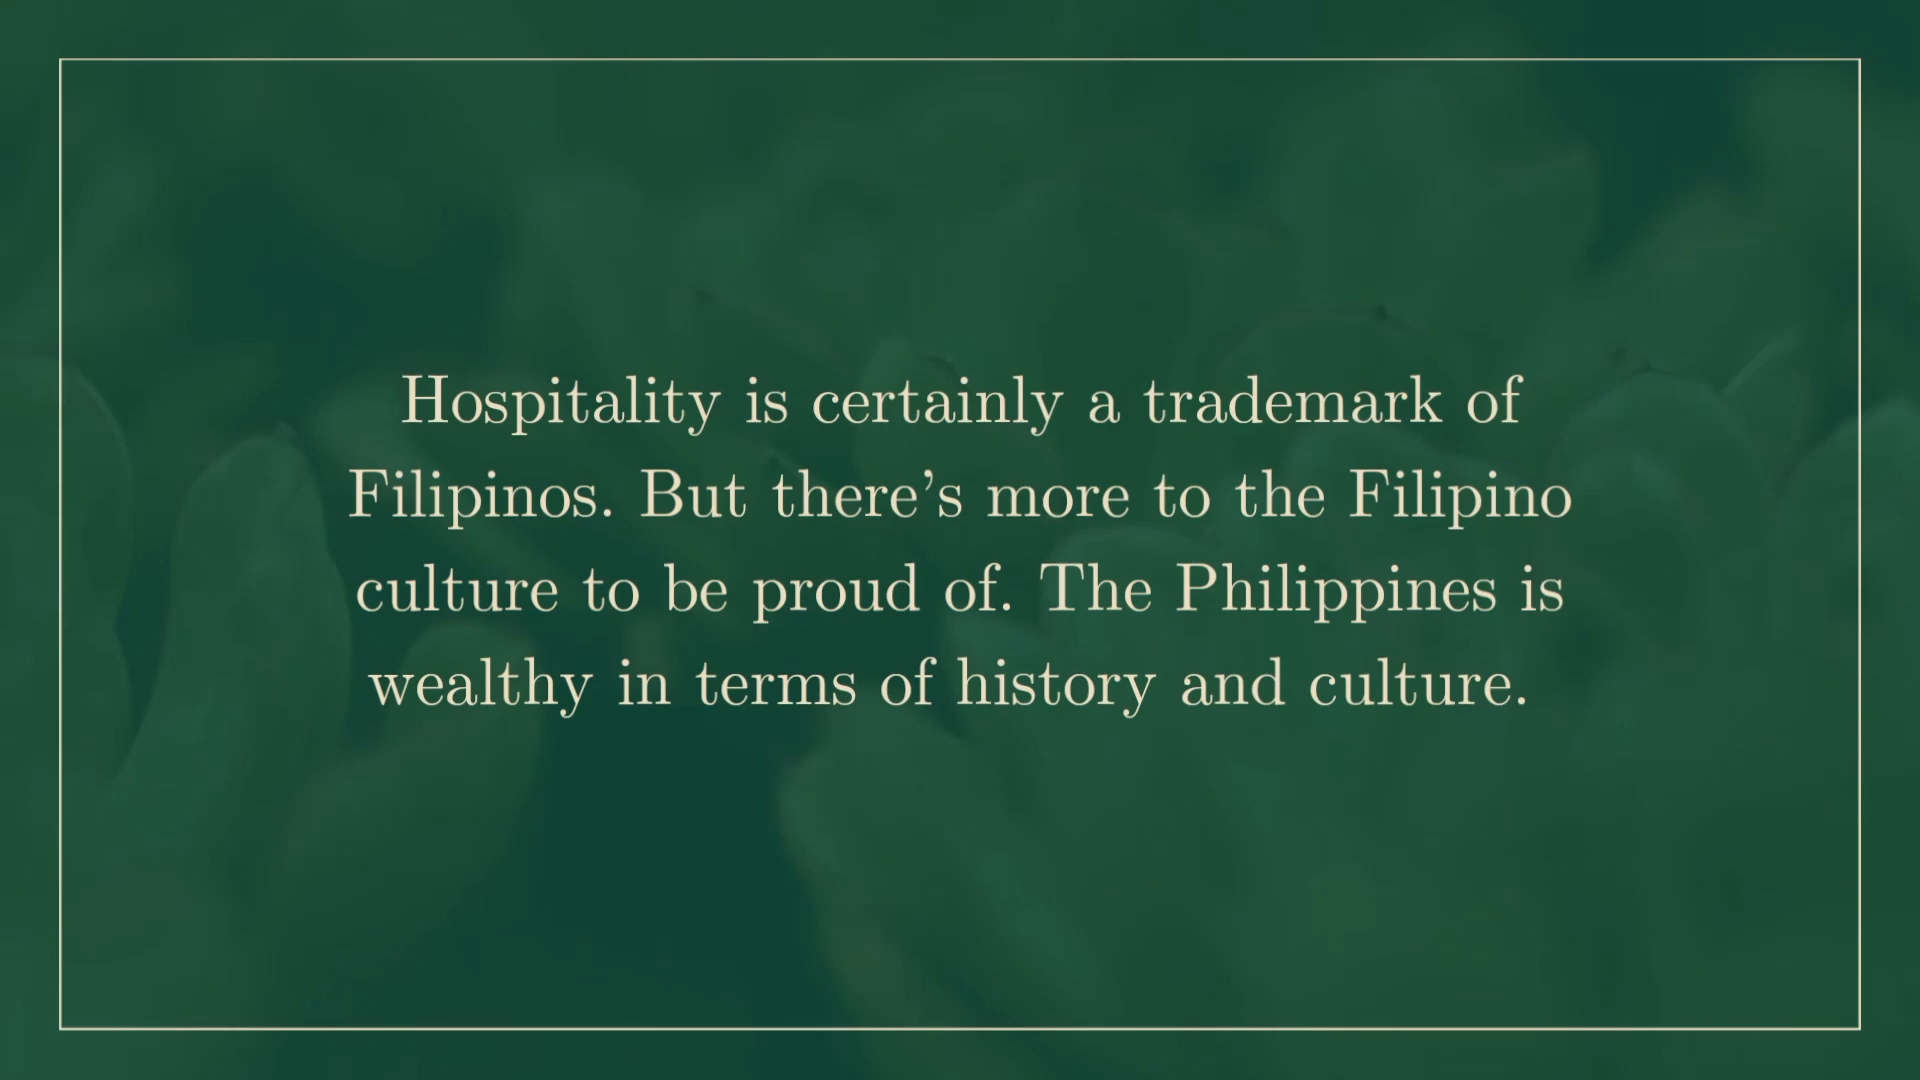 Hospitality is certainly a trademark of
Filipinos. But there’s more to the Filipino
culture to be proud of. The Philippines is
wealthy in terms of history and culture.